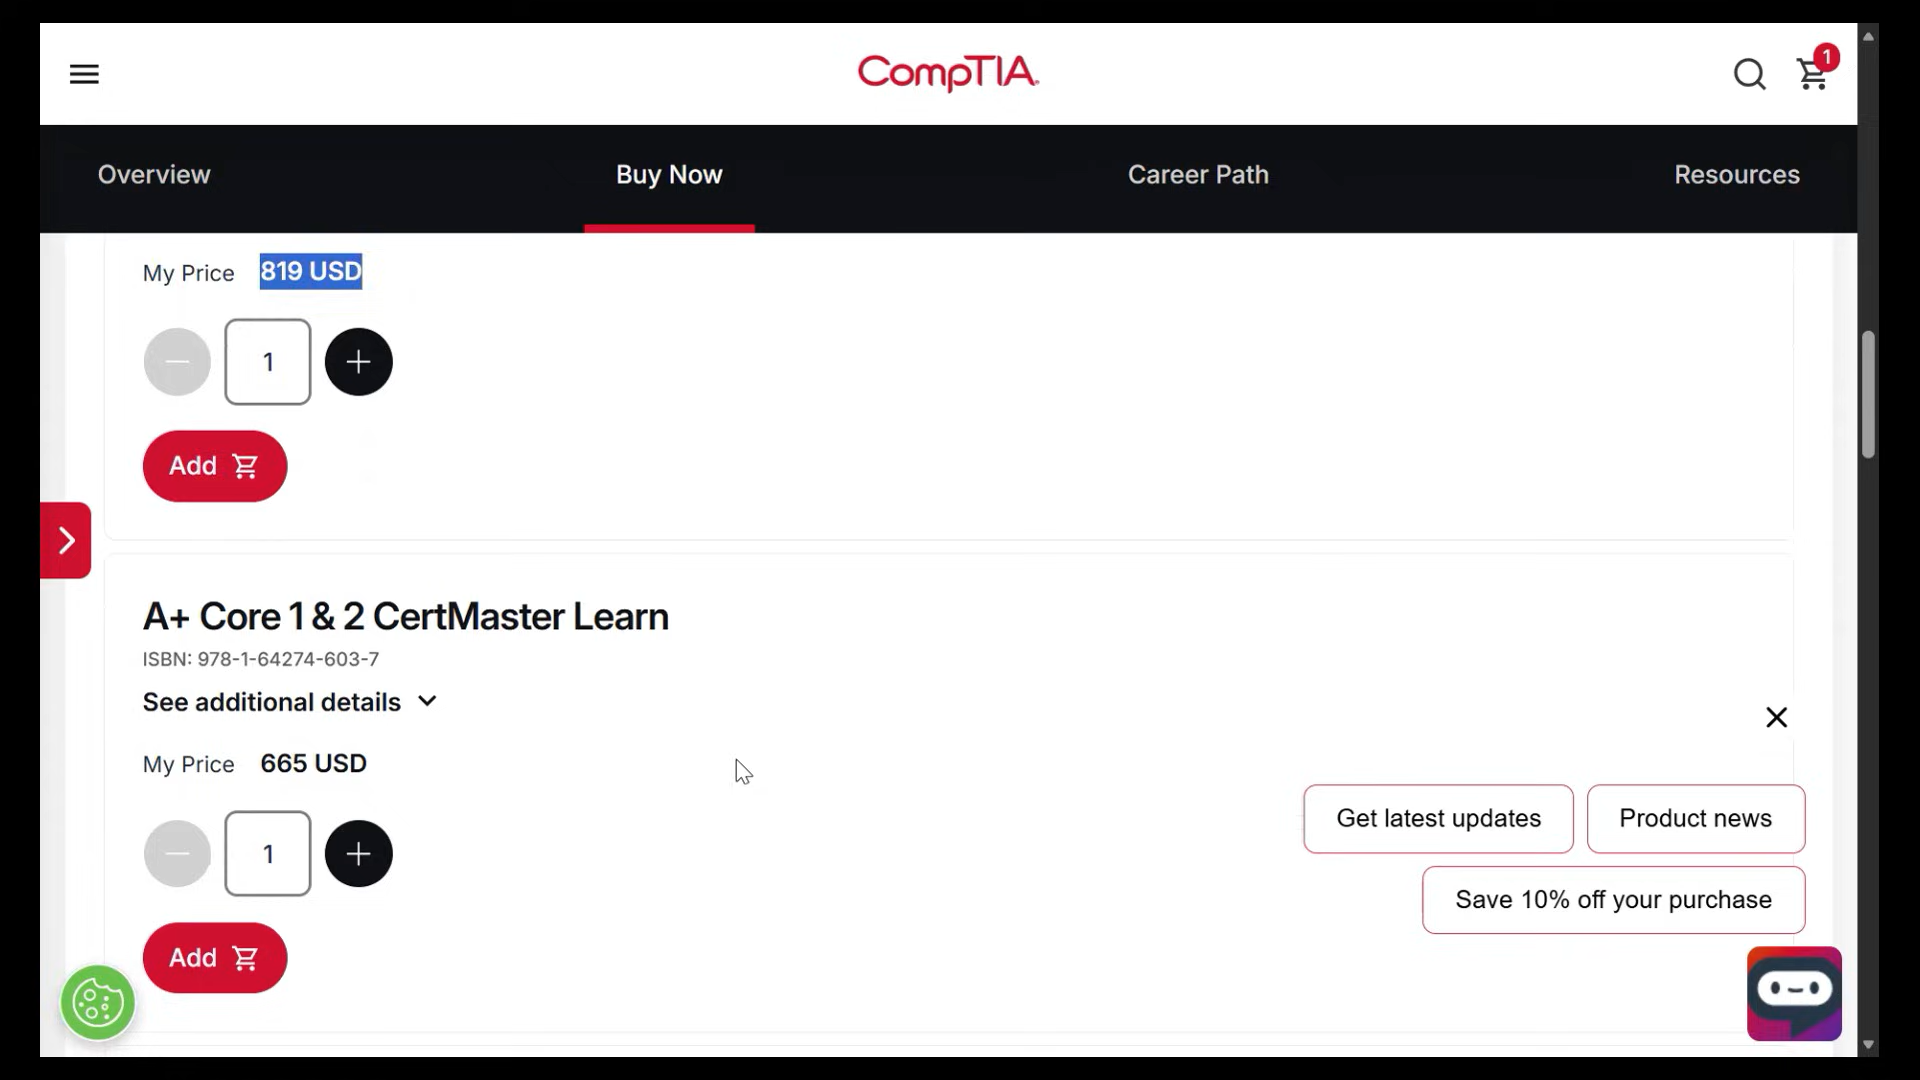 CompTIA.
1
Overview
Buy Now
Career Path
Resources
My Price 819 USD
1
Add
A+ Core 1 & 2 CertMaster Learn
ISBN: 978-1-64274-603-7
See additional details
My Price 665 USD
1
Add
Get latest updates
Product news
Save 10% off your purchase